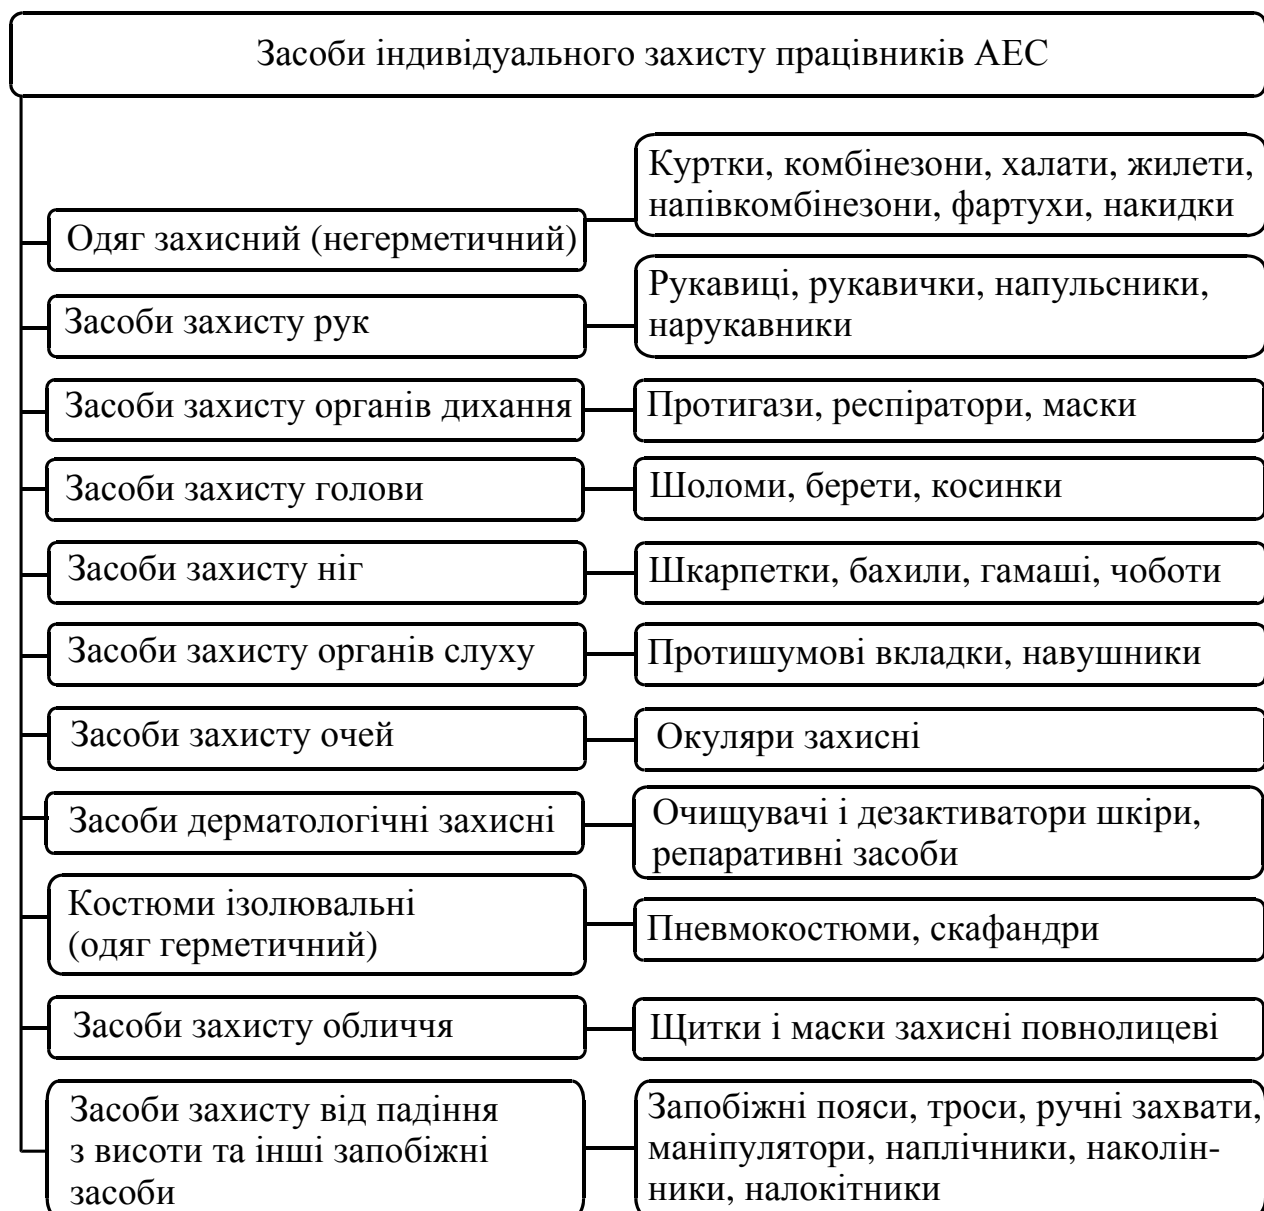 Засоби індивідуального захисту працівників АЕС
Одяг захисний (негерметичний)
Куртки, комбінезони, халати, жилети,
напівкомбінезони, фартухи, накидки
Засоби захисту рук
Рукавиці, рукавички, напульсники,
нарукавники
Засоби захисту органів дихання
Протигази, респіратори, маски
Засоби захисту голови
Шоломи, берети, косинки
Засоби захисту ніг
Шкарпетки, бахили, гамаші, чоботи
Засоби захисту органів слуху
Протишумові вкладки, навушники
Засоби захисту очей
Окуляри захисні
Засоби дерматологічні захисні
Очищувачі і дезактиватори шкіри,
репаративні засоби
Костюми ізолювальні
(одяг герметичний)
Пневмокостюми, скафандри
Засоби захисту обличчя
Щитки і маски захисні повнолицеві
Засоби захисту від падіння
з висоти та інші запобіжні
засоби
Запобіжні пояси, троси, ручні захвати,
маніпулятори, наплічники, наколін-
ники, налокітники